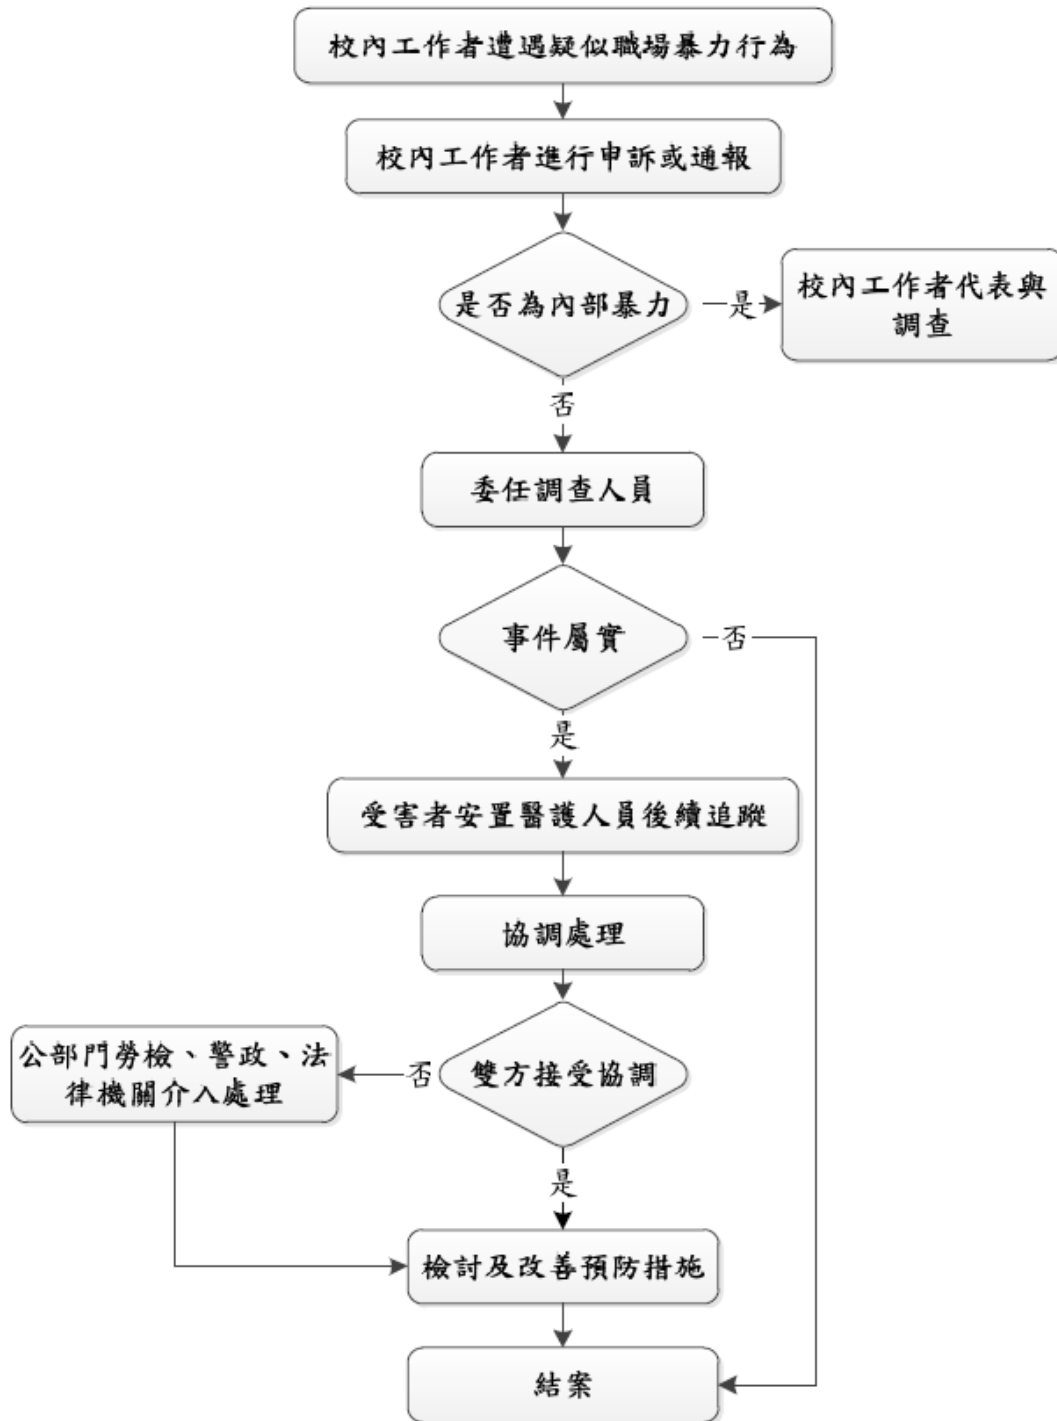 校內工作者遭遇疑似職場暴力行為
校內工作者進行申訴或通報
是否為內部暴力
是
校內工作者代表與
調查
否
委任調查人員
事件屬實
否
是
受害者安置醫護人員後續追蹤
協調處理
雙方接受協調
否
公部門勞檢、警政、法
律機關介入處理
是
檢討及改善預防措施
結案